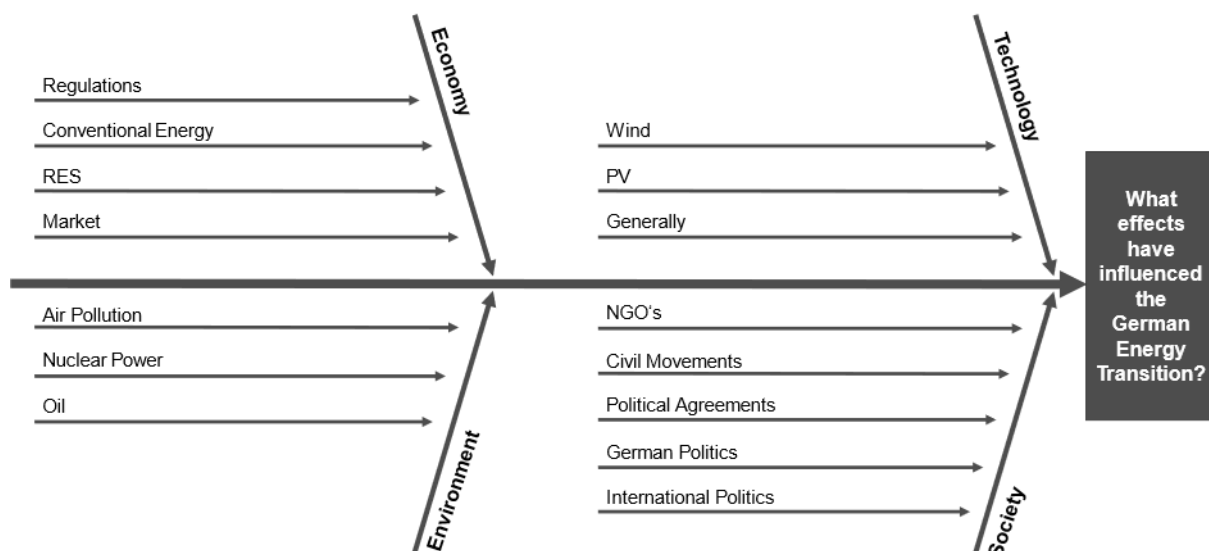 Economy
Regulations
Conventional Energy
RES
Market
Technology
Wind
PV
Generally
What
effects
have
influenced
the
German
Energy
Transition?
Air Pollution
Nuclear Power
Oil
Environment
NGO's
Civil Movements
Political Agreements
German Politics
International Politics
Society